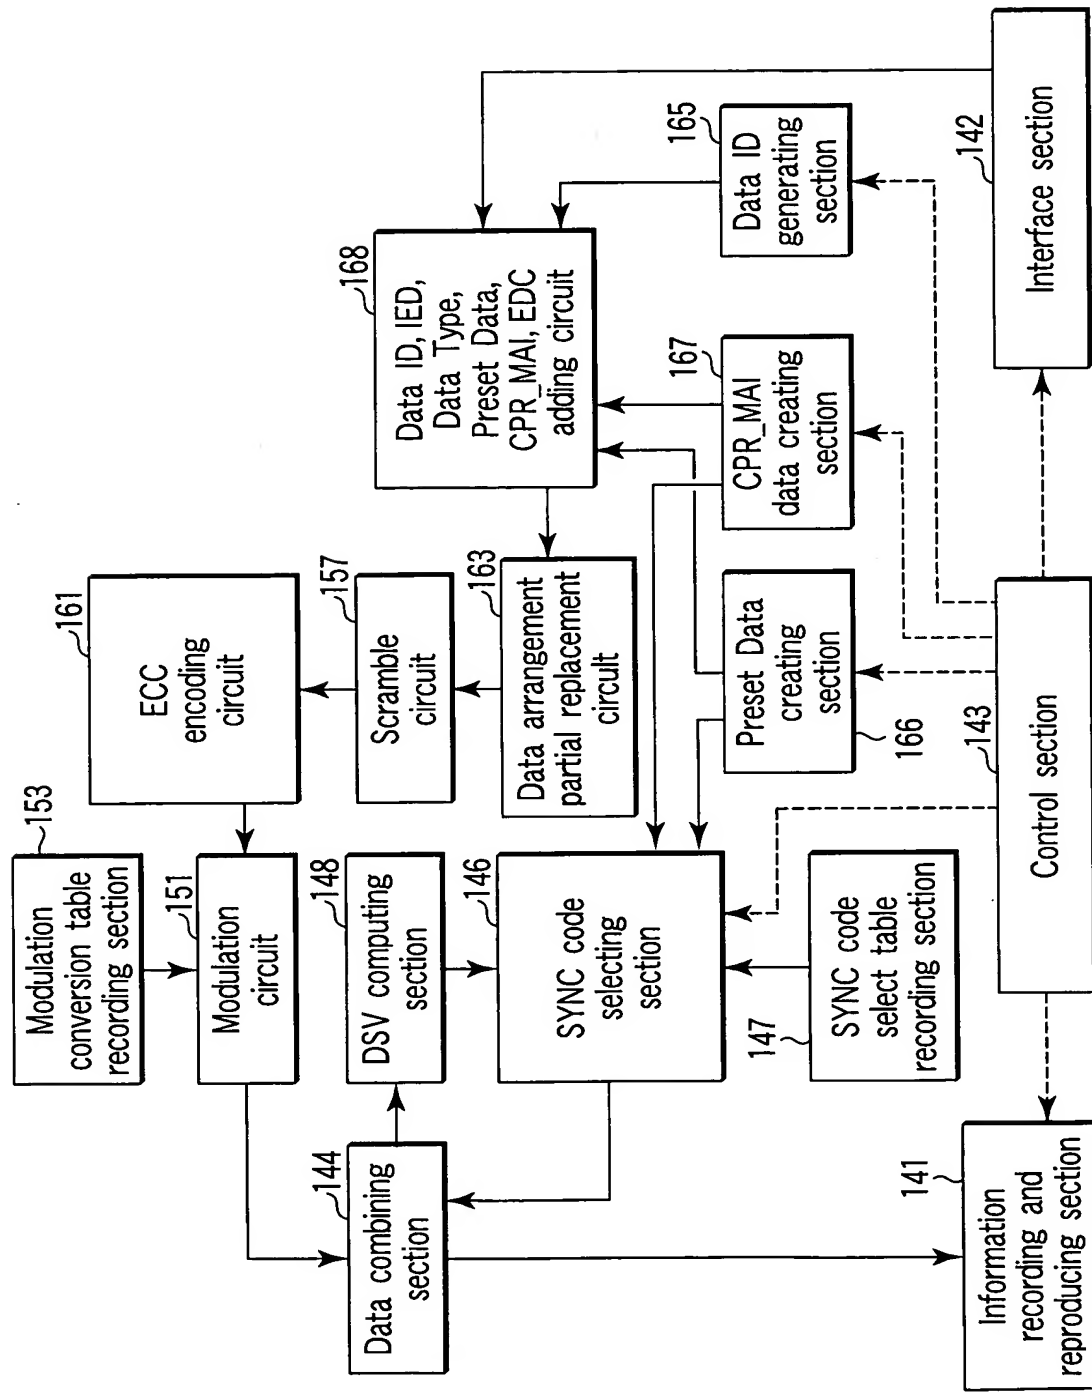 141
Information
recording and
reproducing section
144
Data combining
section
151
Modulation
circuit
153
Modulation
conversion table
recording section
148
DSV computing
section
161
ECC
encoding
circuit
147
SYNC code
select table
recording section
146
SYNC code
selecting
section
157
Scramble
circuit
163
Data arrangement
partial replacement
circuit
168
Data ID, IED,
Data Type,
Preset Data,
CPR_MAI, EDC
adding circuit
143
Control section
166
Preset Data
creating
section
167
CPR_MAI
data creating
section
165
Data ID
generating
section
142
Interface section